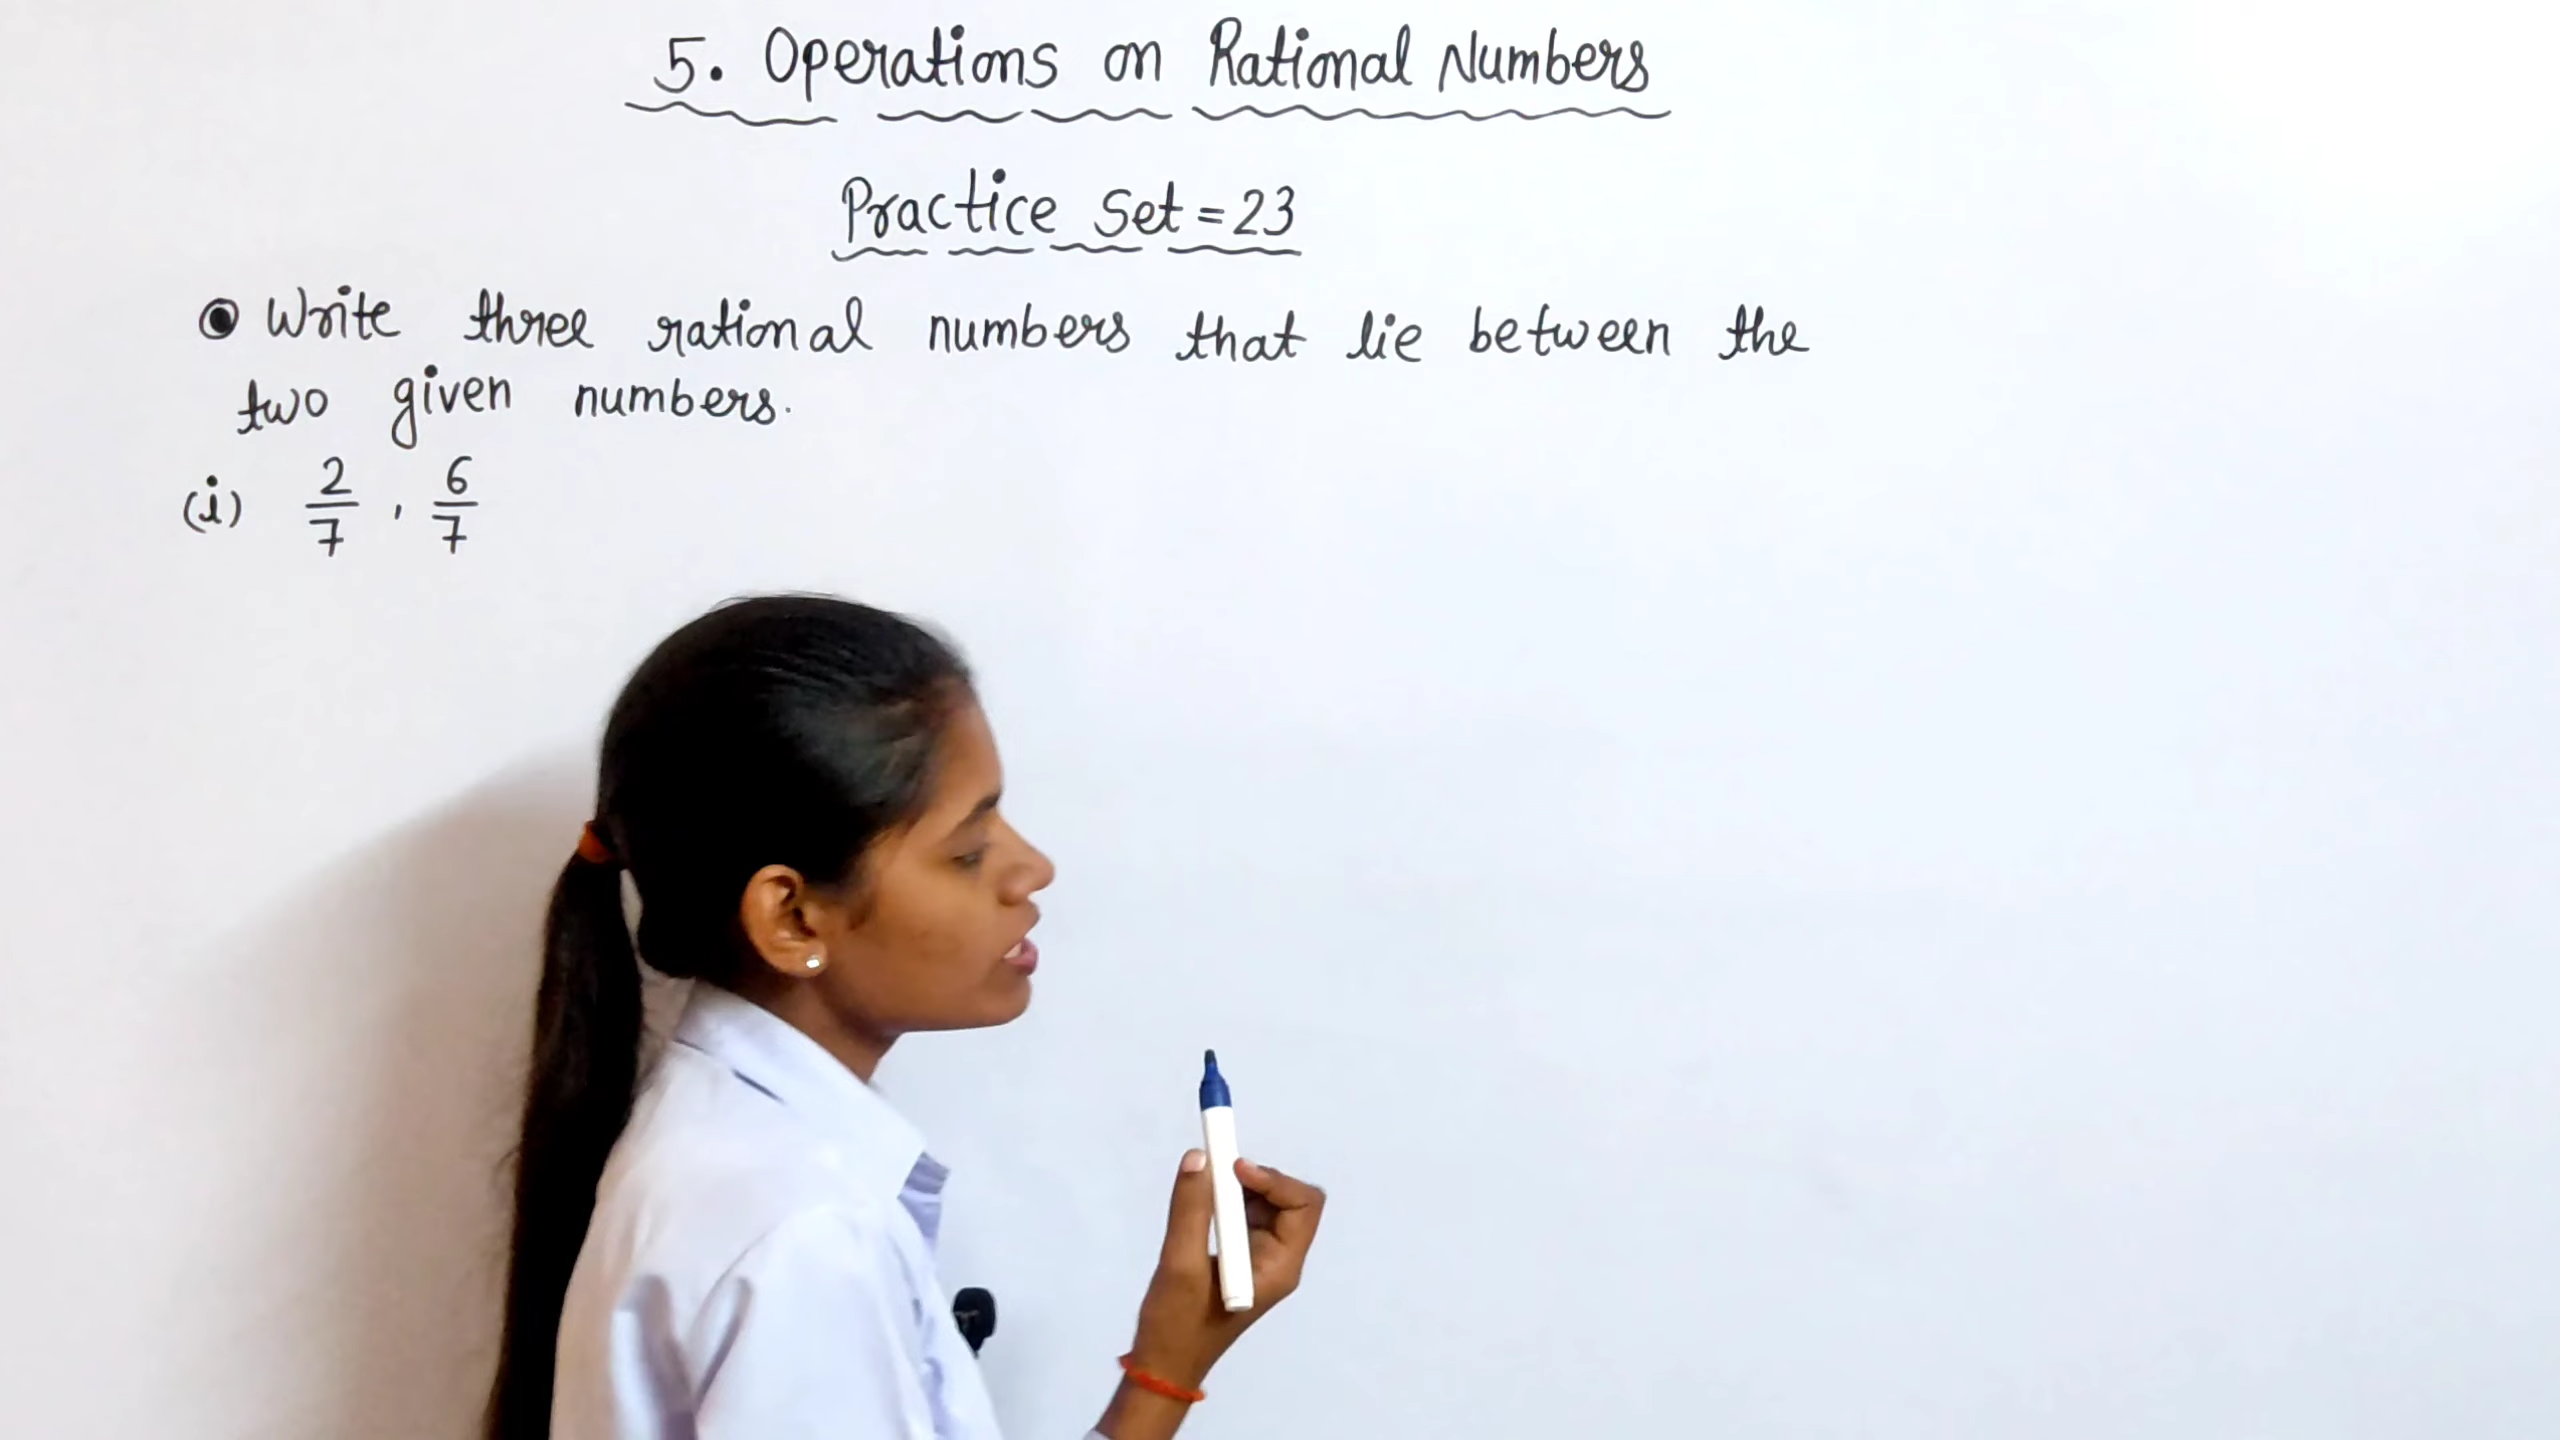 5. Operations on Rational Numbers
Practice Set = 23
Write three rational numbers that lie between the
two given numbers.
(i) 2/7 , 6/7